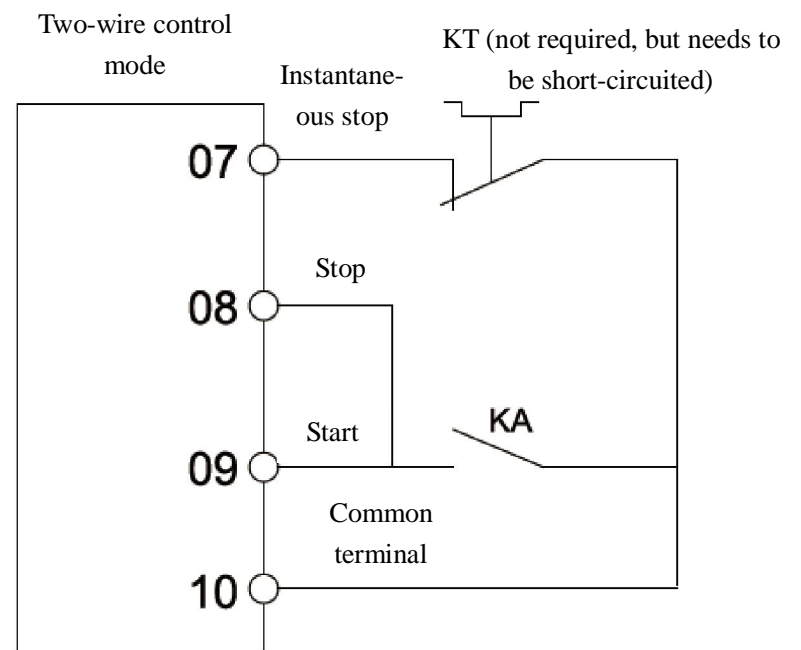 Two-wire control
mode
KT (not required, but needs to
be short-circuited)
Instantane-
ous stop
07
Stop
08
KA
Start
09
Common
terminal
10